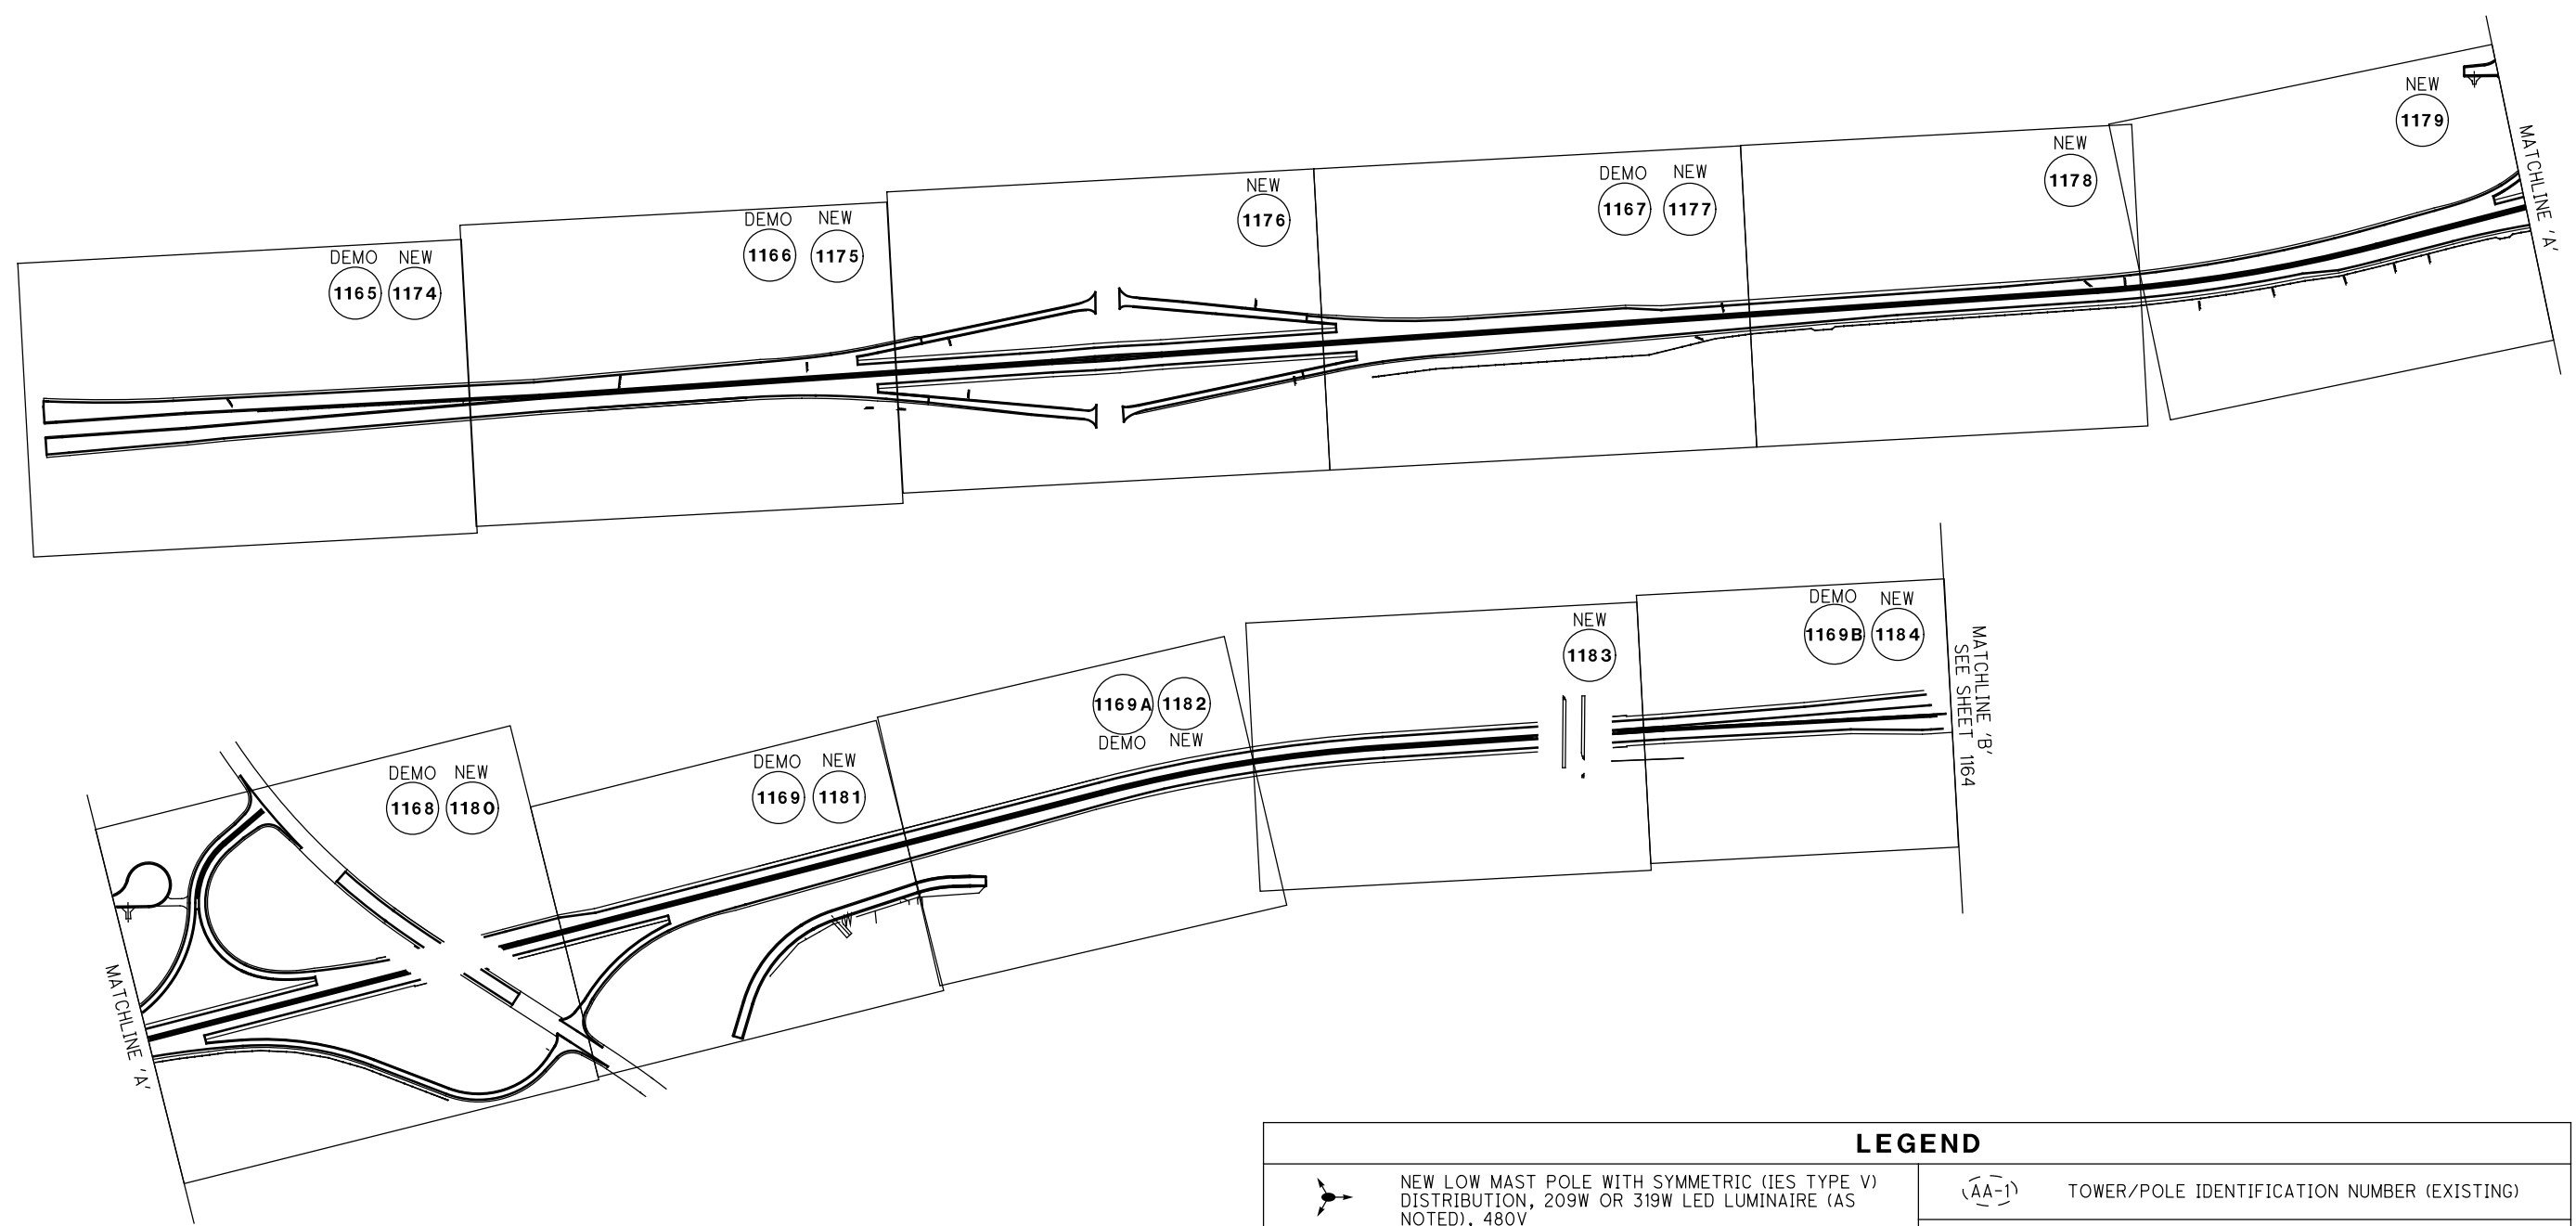 DEMO NEW
1165 1174
DEMO NEW
1166 1175
NEW
1176
DEMO NEW
1167 1177
NEW
1178
NEW
1179
MATCHLINE 'A'
DEMO NEW
1168 1180
DEMO NEW
1169 1181
1169A 1182
DEMO NEW
NEW
1183
DEMO NEW
1169B 1184
MATCHLINE 'B'
SEE SHEET 1164
MATCHLINE 'A'
LEGEND
NEW LOW MAST POLE WITH SYMMETRIC (IES TYPE V)
DISTRIBUTION, 209W OR 319W LED LUMINAIRE (AS
NOTED), 480V
AA-1 TOWER/POLE IDENTIFICATION NUMBER (EXISTING)